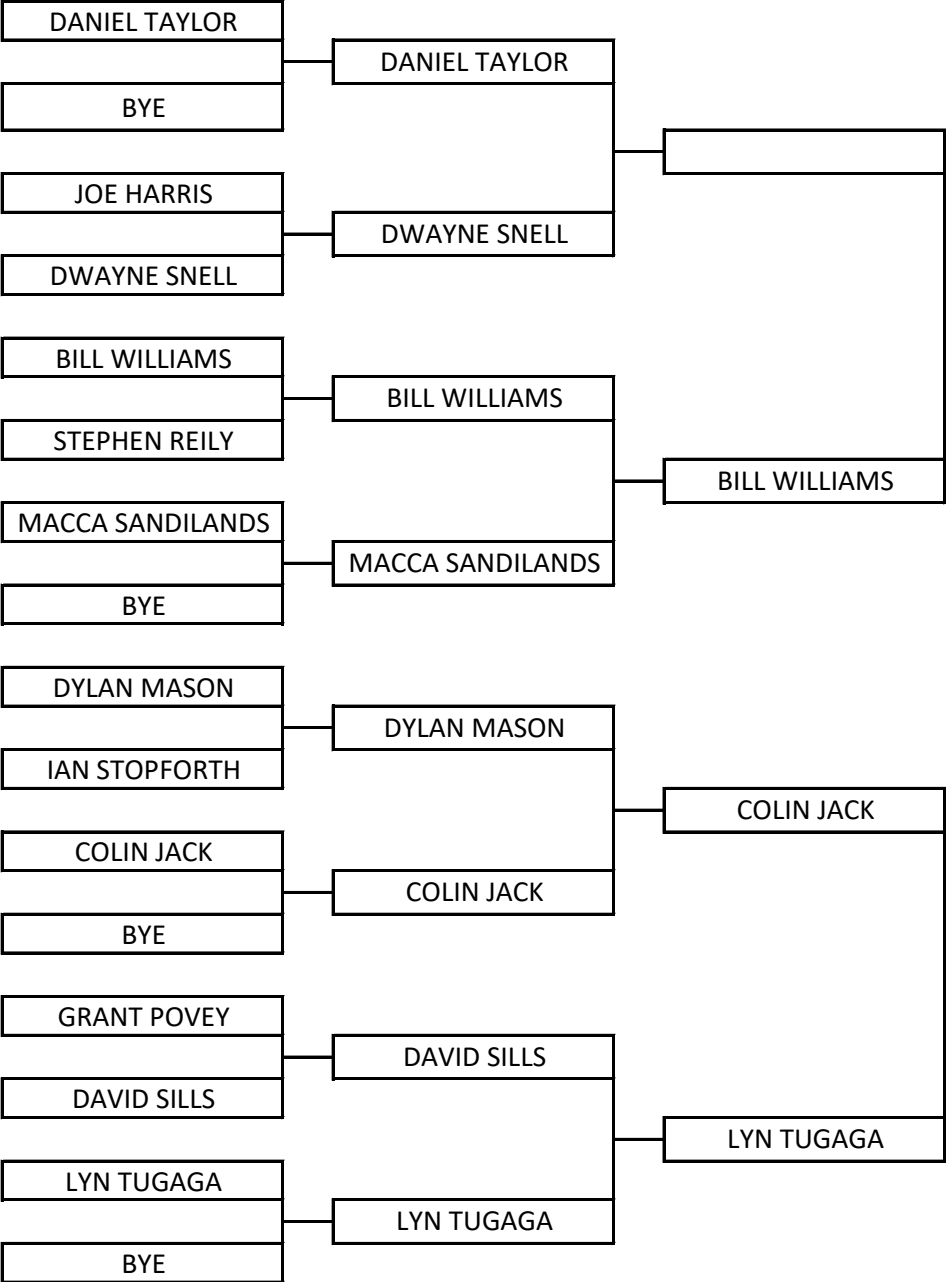 DANIEL TAYLOR
BYE
JOE HARRIS
DWAYNE SNELL
BILL WILLIAMS
STEPHEN REILY
MACCA SANDILANDS
BYE
DYLAN MASON
IAN STOPFORTH
COLIN JACK
BYE
GRANT POVEY
DAVID SILLS
LYN TUGAGA
BYE
DANIEL TAYLOR
DWAYNE SNELL
BILL WILLIAMS
MACCA SANDILANDS
DYLAN MASON
COLIN JACK
DAVID SILLS
LYN TUGAGA
BILL WILLIAMS
COLIN JACK
LYN TUGAGA